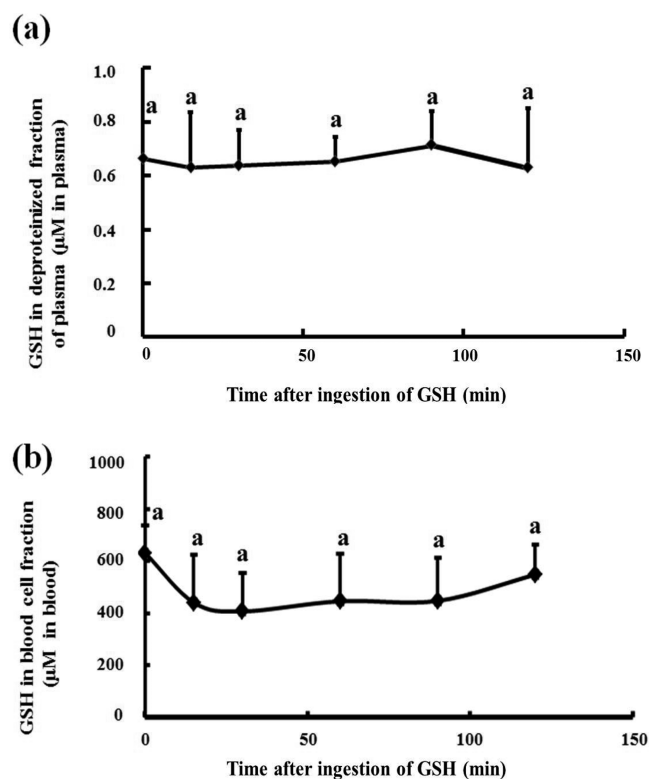 (a)
GSH in deproteinized fraction
of plasma (μM in plasma)
1.0
0.8
0.6
0.4
0.2
0
a
a
a
a
a
a
0
50
100
150
Time after ingestion of GSH (min)
(b)
GSH in blood cell fraction
(μM in blood)
1000
800
600
400
200
0
a
a
a
a
a
a
0
50
100
150
Time after ingestion of GSH (min)